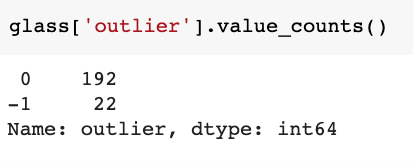 glass['outlier'].value_counts()
0 192
-1 22
Name: outlier, dtype: int64